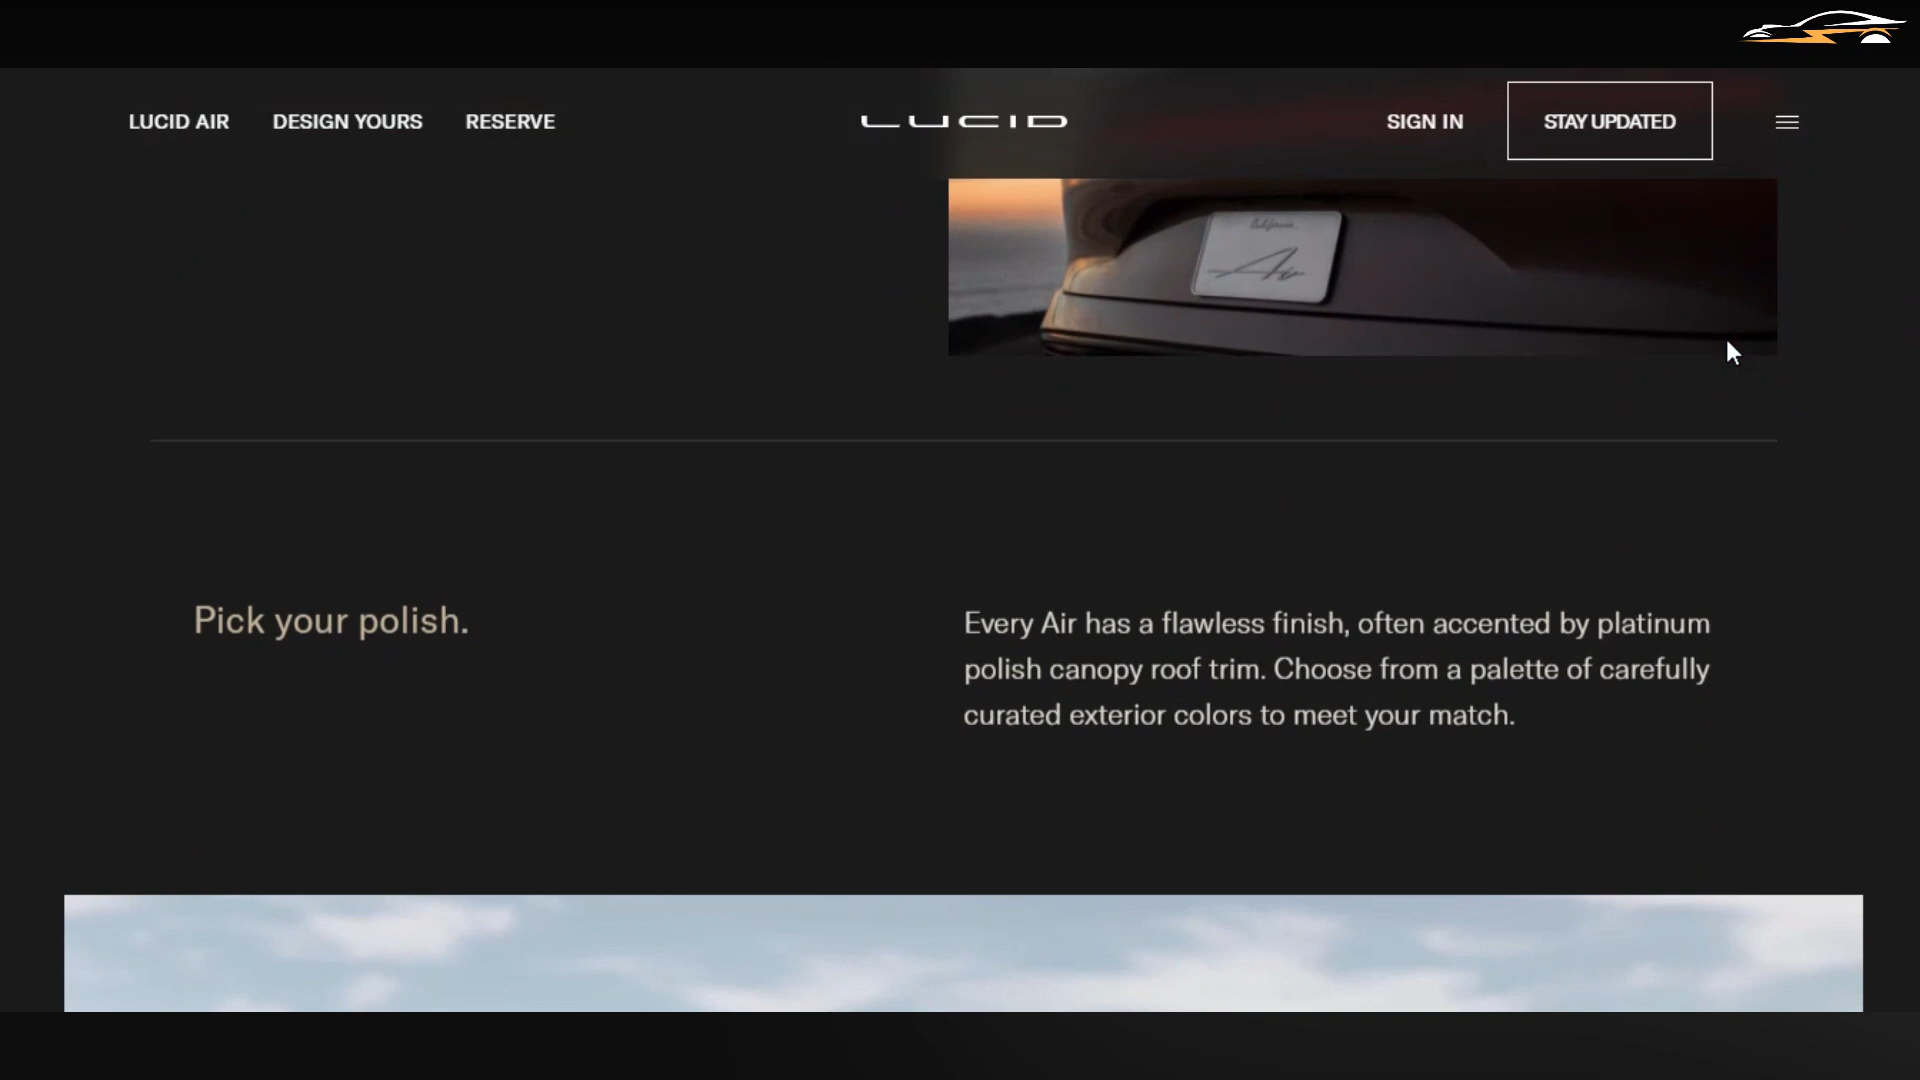 LUCID AIR
DESIGN YOURS
RESERVE
LUCID
SIGN IN
STAY UPDATED
California
Air
Pick your polish.
Every Air has a flawless finish, often accented by platinum
polish canopy roof trim. Choose from a palette of carefully
curated exterior colors to meet your match.